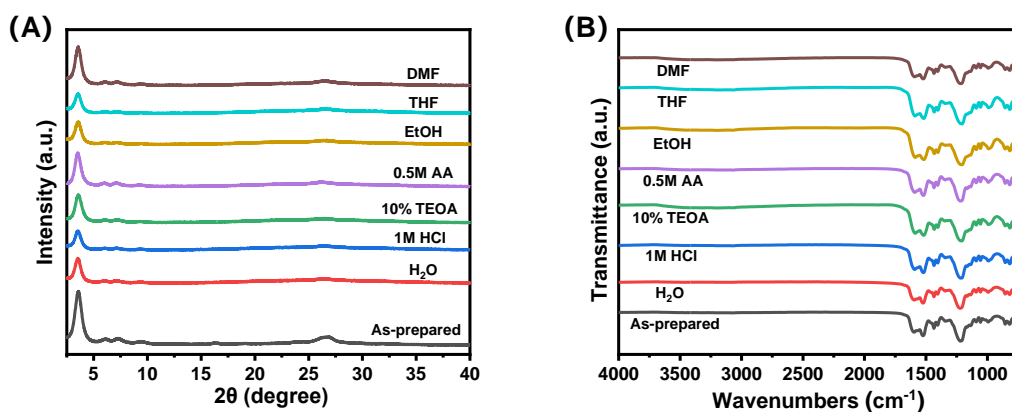 (A)
Intensity (a.u.)
DMF
THF
EtOH
0.5M AA
10% TEOA
1M HCl
H₂O
As-prepared
5 10 15 20 25 30 35 40
2θ (degree)
(B)
Transmittance (a.u.)
DMF
THF
EtOH
0.5M AA
10% TEOA
1M HCl
H₂O
As-prepared
4000 3500 3000 2500 2000 1500 1000
Wavenumbers (cm⁻¹)